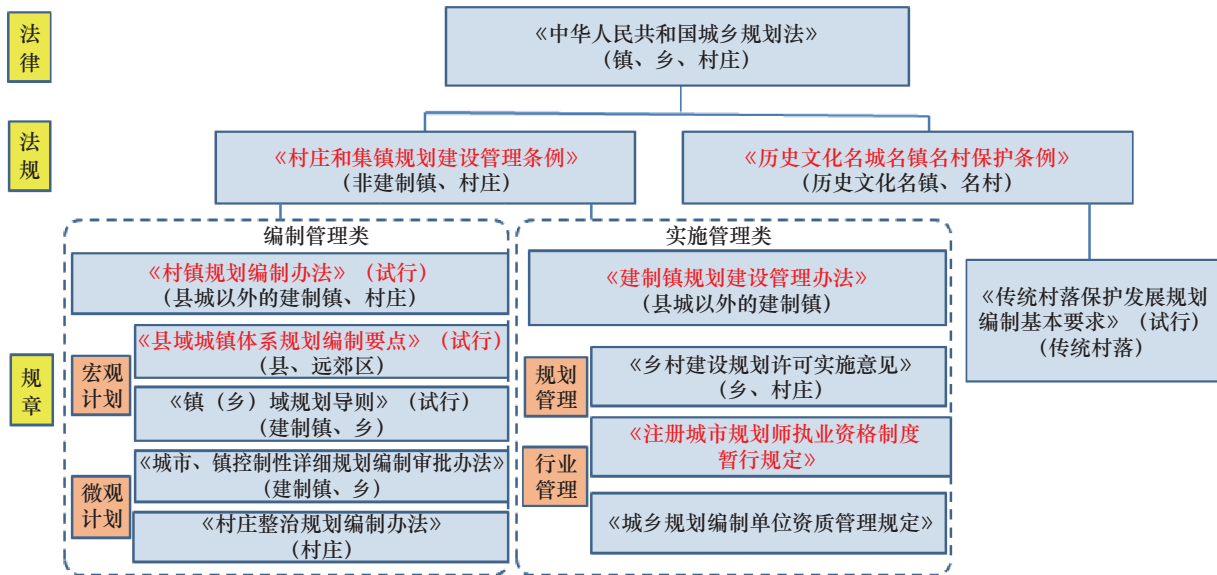 法律
《中华人民共和国城乡规划法》
（镇、乡、村庄）
法规
《村庄和集镇规划建设管理条例》
（非建制镇、村庄）
《历史文化名城名镇名村保护条例》
（历史文化名镇、名村）
规章
编制管理类
《村镇规划编制办法》（试行）
（县城以外的建制镇、村庄）
宏观
计划
《县域城镇体系规划编制要点》（试行）
（县、远郊区）
《镇（乡）域规划导则》（试行）
（建制镇、乡）
微观
计划
《城市、镇控制性详细规划编制审批办法》
（建制镇、乡）
《村庄整治规划编制办法》
（村庄）
实施管理类
《建制镇规划建设管理办法》
（县城以外的建制镇）
规划
管理
《乡村建设规划许可实施意见》
（乡、村庄）
行业
管理
《注册城市规划师执业资格制度
暂行规定》
《城乡规划编制单位资质管理规定》
《传统村落保护发展规划
编制基本要求》（试行）
（传统村落）